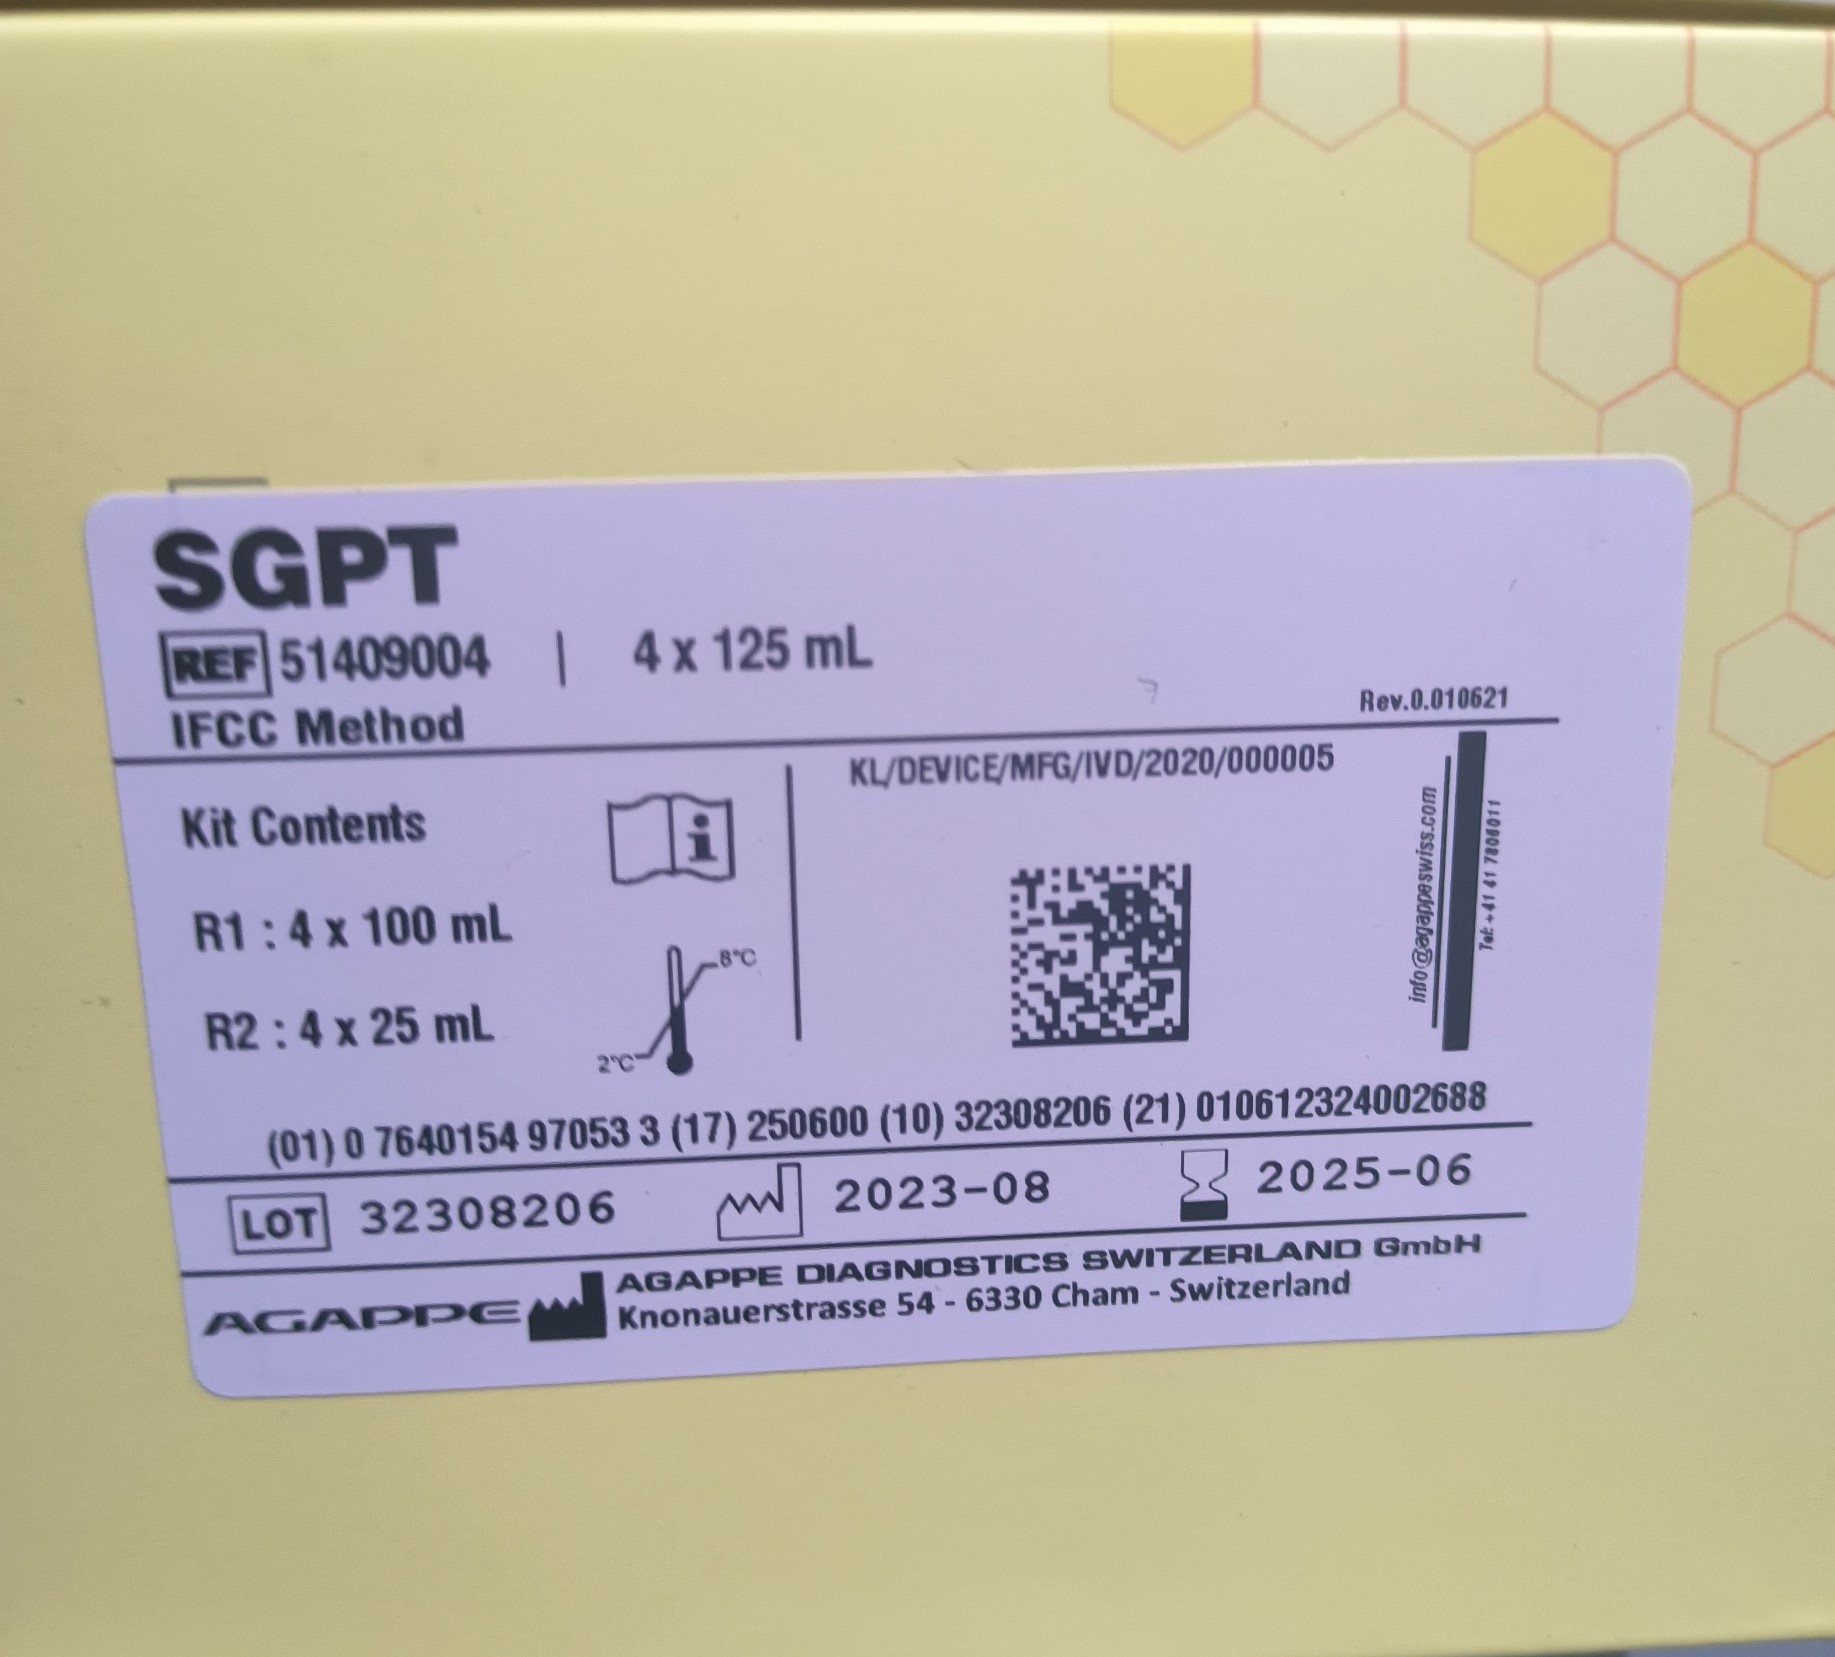 SGPT
REF 51409004 | 4 x 125 mL
IFCC Method
Rev.0.010621
Kit Contents
R1 : 4 x 100 mL
R2 : 4 x 25 mL
8°C
2°C
KL/DEVICE/MFG/IVD/2020/000005
info@agappeswiss.com
Tel: +41 41 7806011
(01) 0 7640154 97053 3 (17) 250600 (10) 32308206 (21) 010612324002688
LOT 32308206 2023-08 2025-06
AGAPPE AGAPPE DIAGNOSTICS SWITZERLAND GmbH
Knonauerstrasse 54 - 6330 Cham - Switzerland